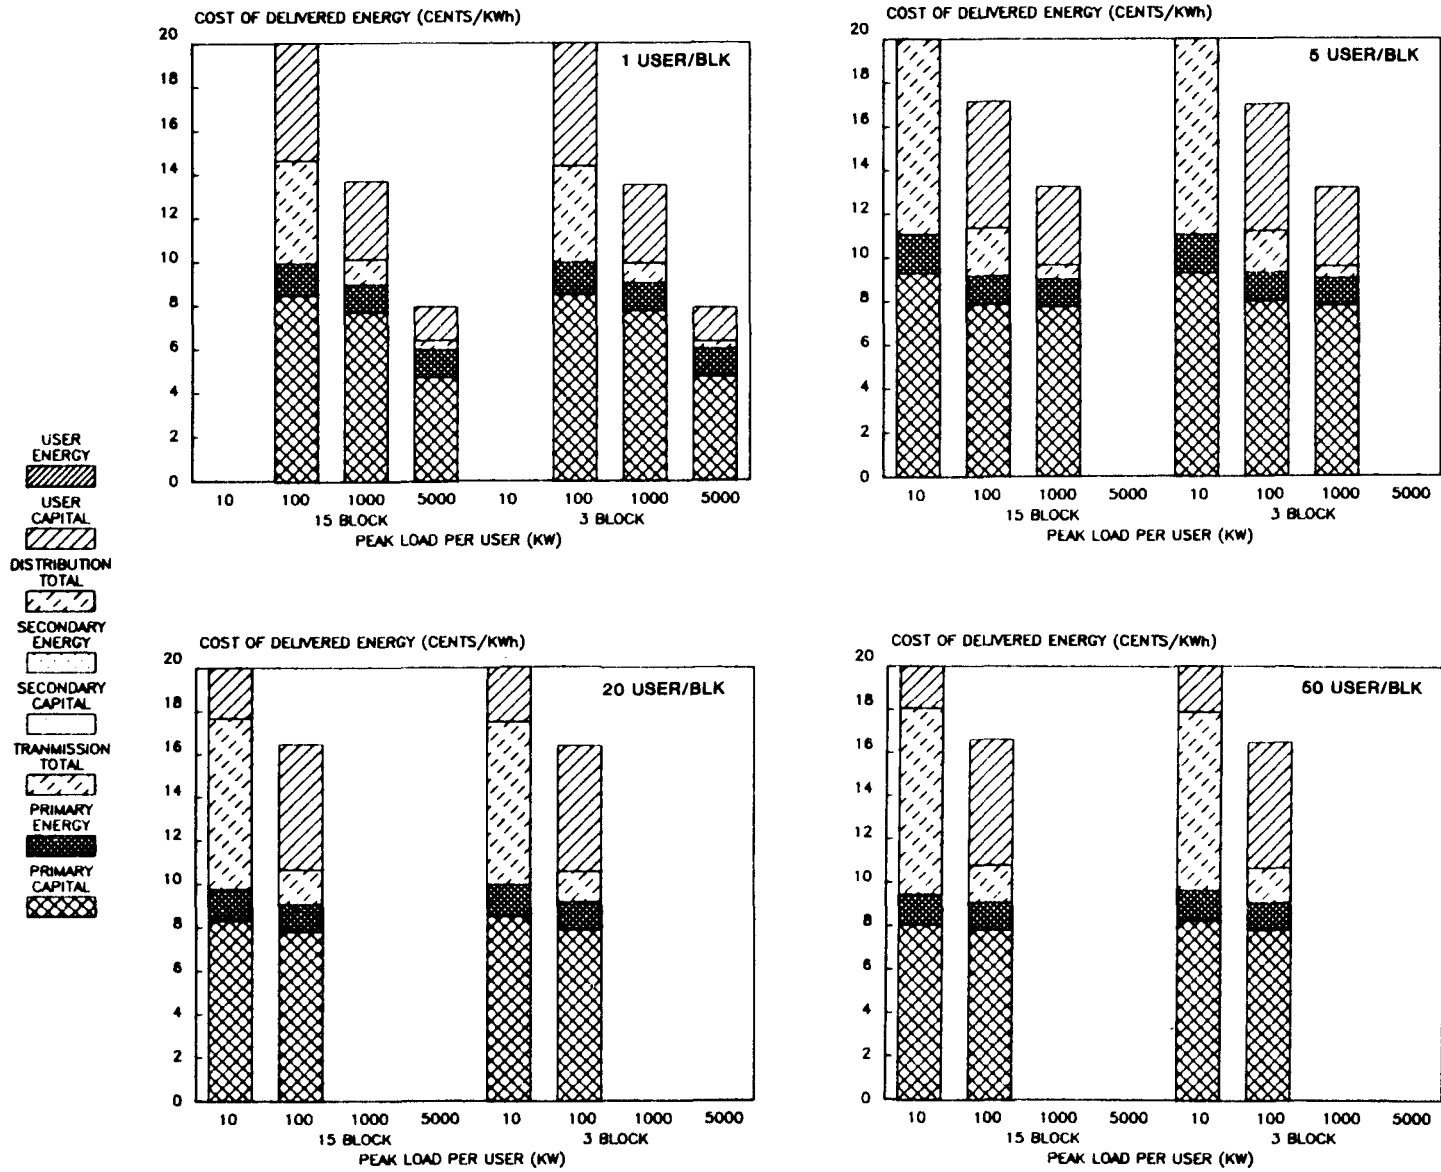 COST OF DELIVERED ENERGY (CENTS/KWh)
1 USER/BLK
20
18
16
14
12
10
8
6
4
2
0
10 100 1000 5000 10 100 1000 5000
15 BLOCK 3 BLOCK
PEAK LOAD PER USER (KW)
COST OF DELIVERED ENERGY (CENTS/KWh)
5 USER/BLK
20
18
16
14
12
10
8
6
4
2
0
10 100 1000 5000 10 100 1000 5000
15 BLOCK 3 BLOCK
PEAK LOAD PER USER (KW)
USER
ENERGY
USER
CAPITAL
DISTRIBUTION
TOTAL
SECONDARY
ENERGY
SECONDARY
CAPITAL
TRANMISSION
TOTAL
PRIMARY
ENERGY
PRIMARY
CAPITAL
COST OF DELIVERED ENERGY (CENTS/KWh)
20 USER/BLK
20
18
16
14
12
10
8
6
4
2
0
10 100 1000 5000 10 100 1000 5000
15 BLOCK 3 BLOCK
PEAK LOAD PER USER (KW)
COST OF DELIVERED ENERGY (CENTS/KWh)
50 USER/BLK
20
18
16
14
12
10
8
6
4
2
0
10 100 1000 5000 10 100 1000 5000
15 BLOCK 3 BLOCK
PEAK LOAD PER USER (KW)